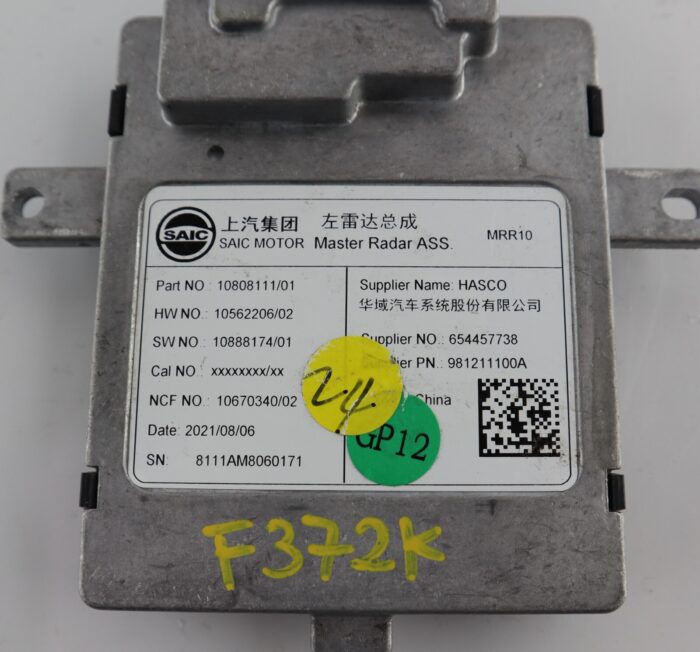 SAIC
上汽集团 左雷达总成
SAIC MOTOR Master Radar ASS. MRR10
Part NO.: 10808111/01
HW NO.: 10562206/02
SW NO.: 10888174/01
Cal NO.: xxxxxxxx/xx
NCF NO.: 10670340/02
Date: 2021/08/06
SN: 8111AM8060171
Supplier Name: HASCO
华域汽车系统股份有限公司
Supplier NO.: 654457738
PN.: 981211100A
China
24
GP12
F372K